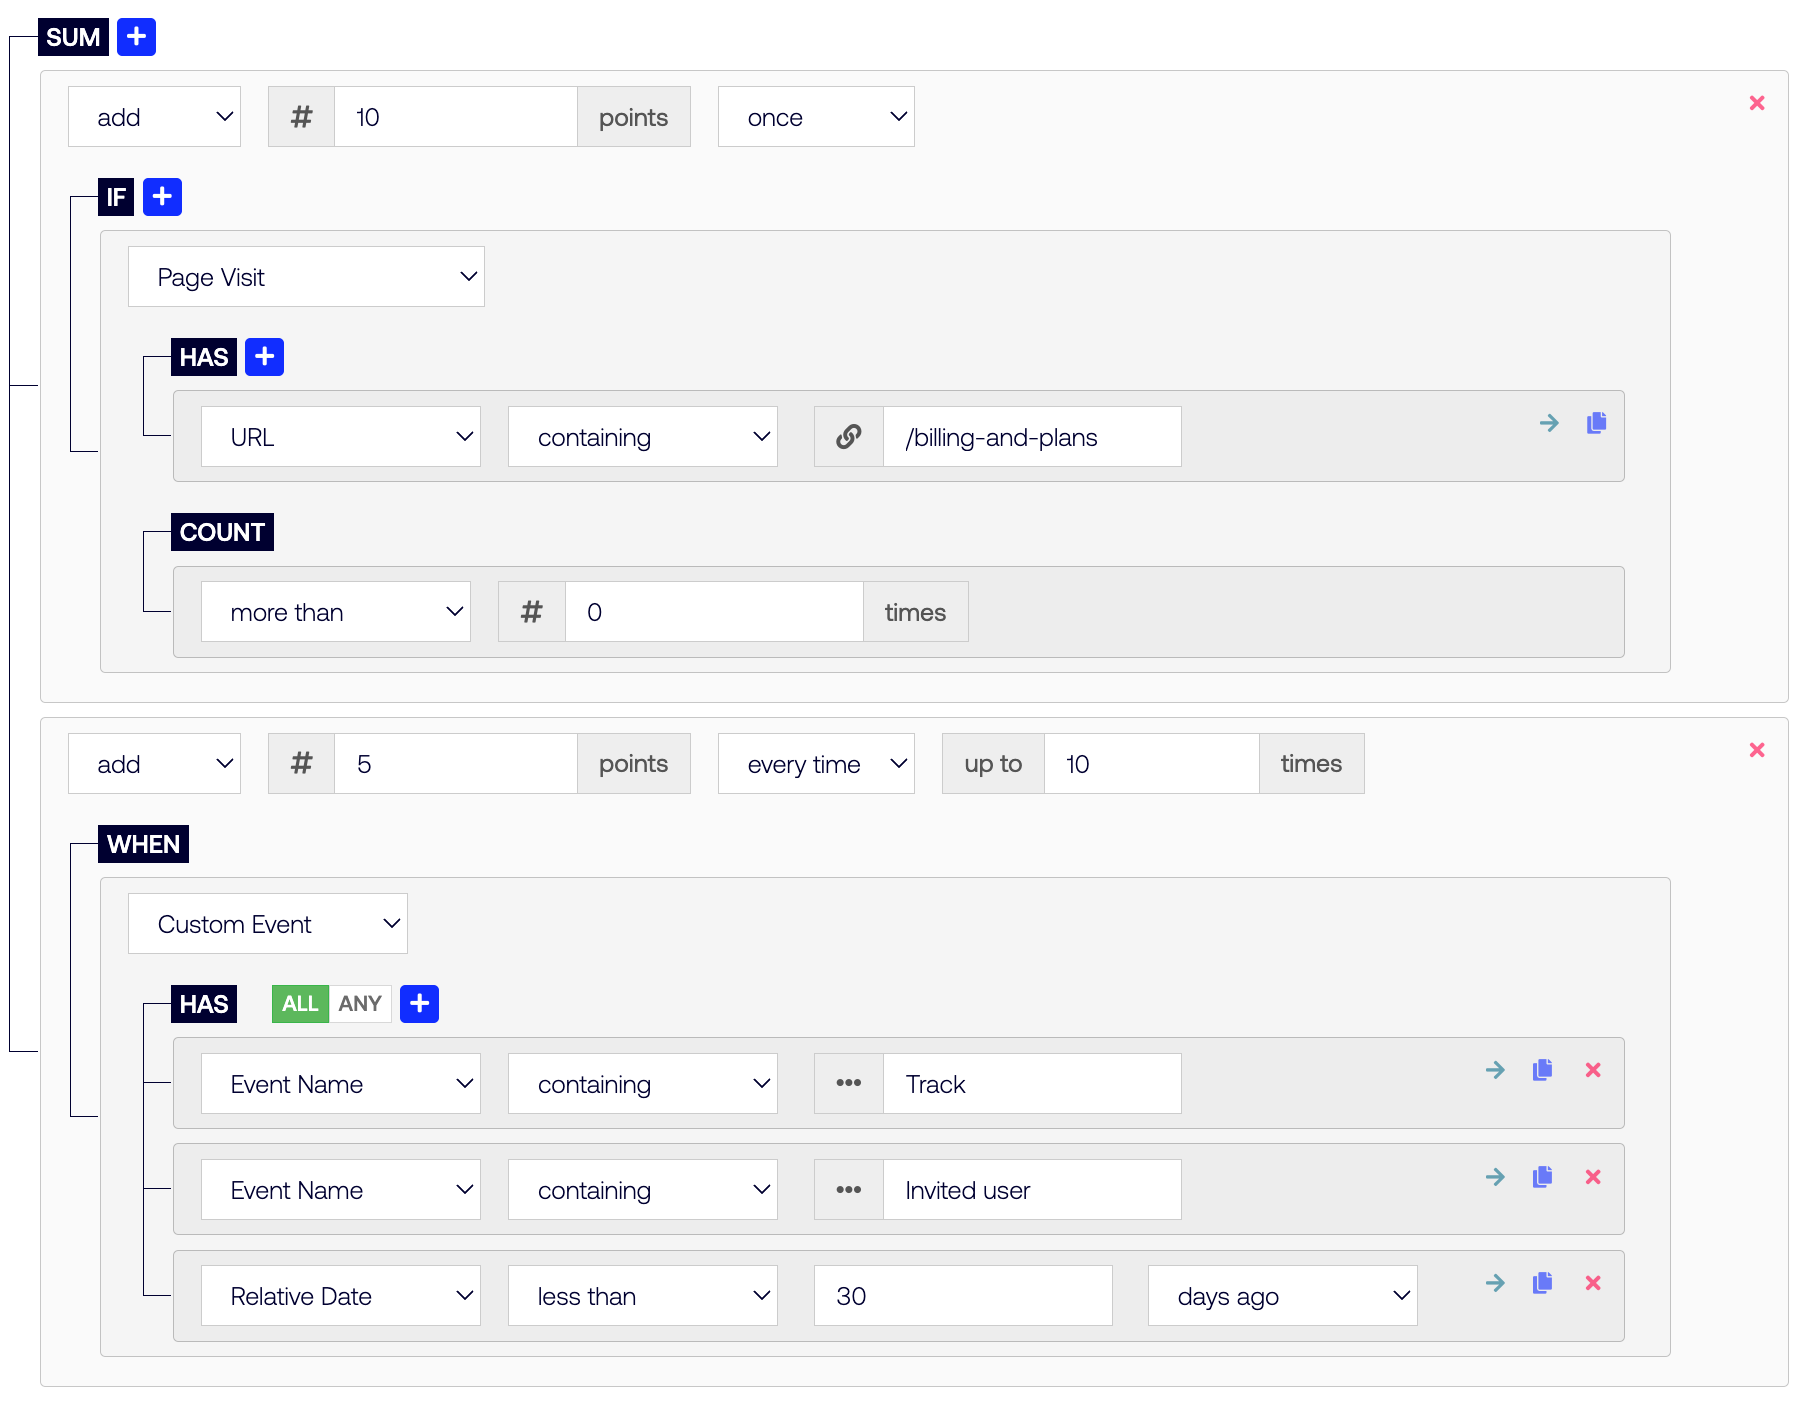 SUM
add # 10 points once
IF
Page Visit
HAS
URL containing /billing-and-plans
COUNT
more than # 0 times
add # 5 points every time up to 10 times
WHEN
Custom Event
HAS ALL ANY
Event Name containing Track
Event Name containing Invited user
Relative Date less than 30 days ago